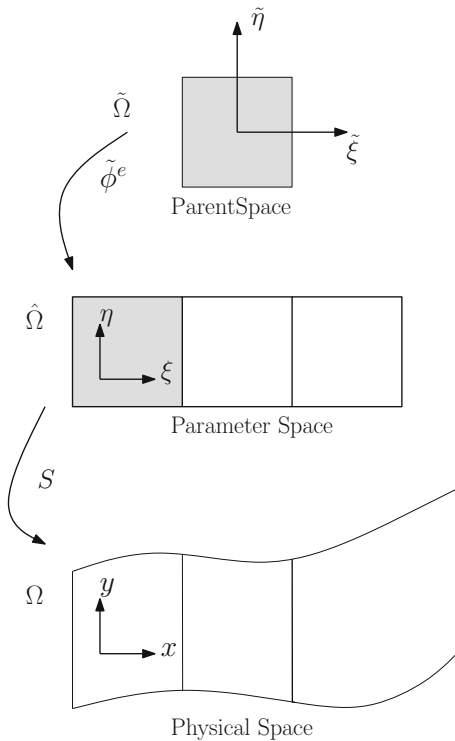 η̃
Ω̃
ξ̃
ϕ̃ᵉ
ParentSpace
Ω̂
η
ξ
Parameter Space
S
Ω
y
x
Physical Space